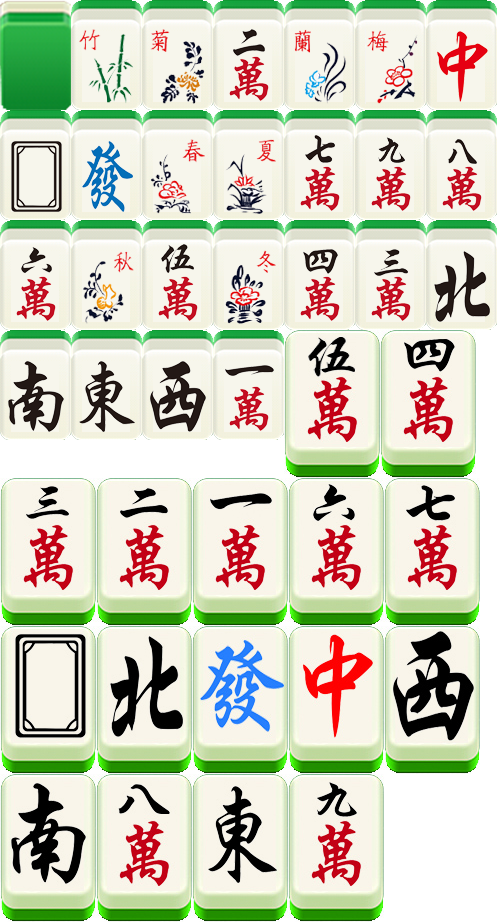 竹 菊 二萬 蘭 梅 中
發 春 夏 七萬 九萬 八萬
六萬 秋 伍萬 冬 四萬 三萬 北
南 東 西 一萬 伍萬 四萬
三萬 二萬 一萬 六萬 七萬
北 發 中 西
南 八萬 東 九萬